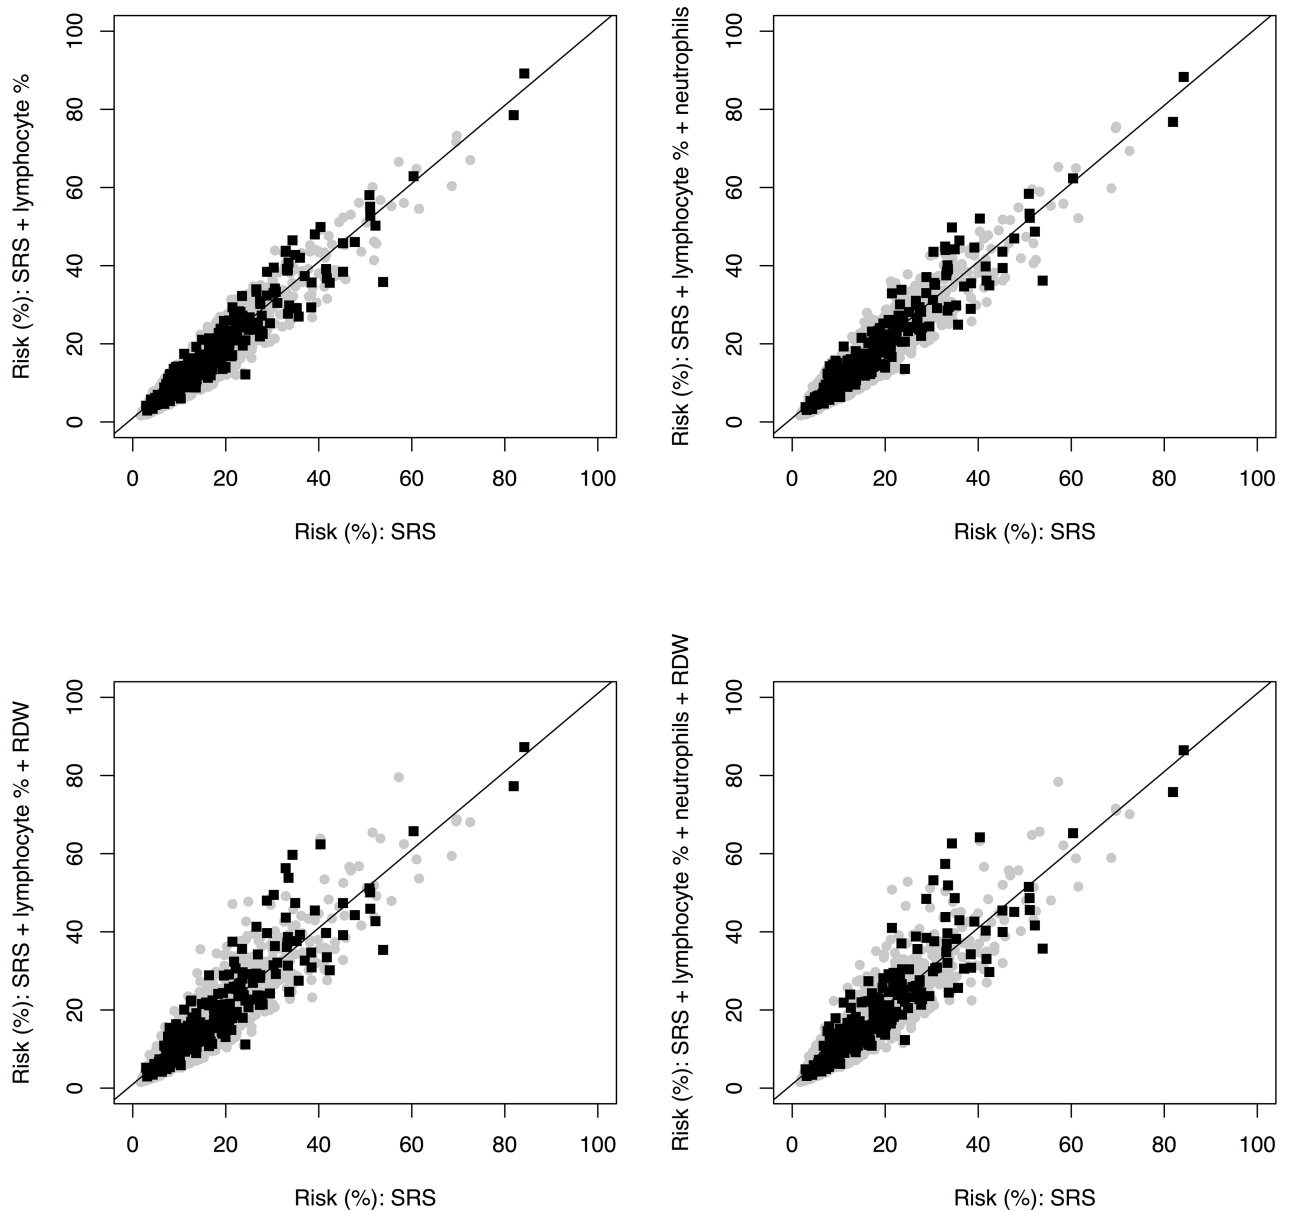 Risk (%): SRS + lymphocyte %
0 20 40 60 80 100
0 20 40 60 80 100
Risk (%): SRS
Risk (%): SRS + lymphocyte % + neutrophils
0 20 40 60 80 100
0 20 40 60 80 100
Risk (%): SRS
Risk (%): SRS + lymphocyte % + RDW
0 20 40 60 80 100
0 20 40 60 80 100
Risk (%): SRS
Risk (%): SRS + lymphocyte % + neutrophils + RDW
0 20 40 60 80 100
0 20 40 60 80 100
Risk (%): SRS